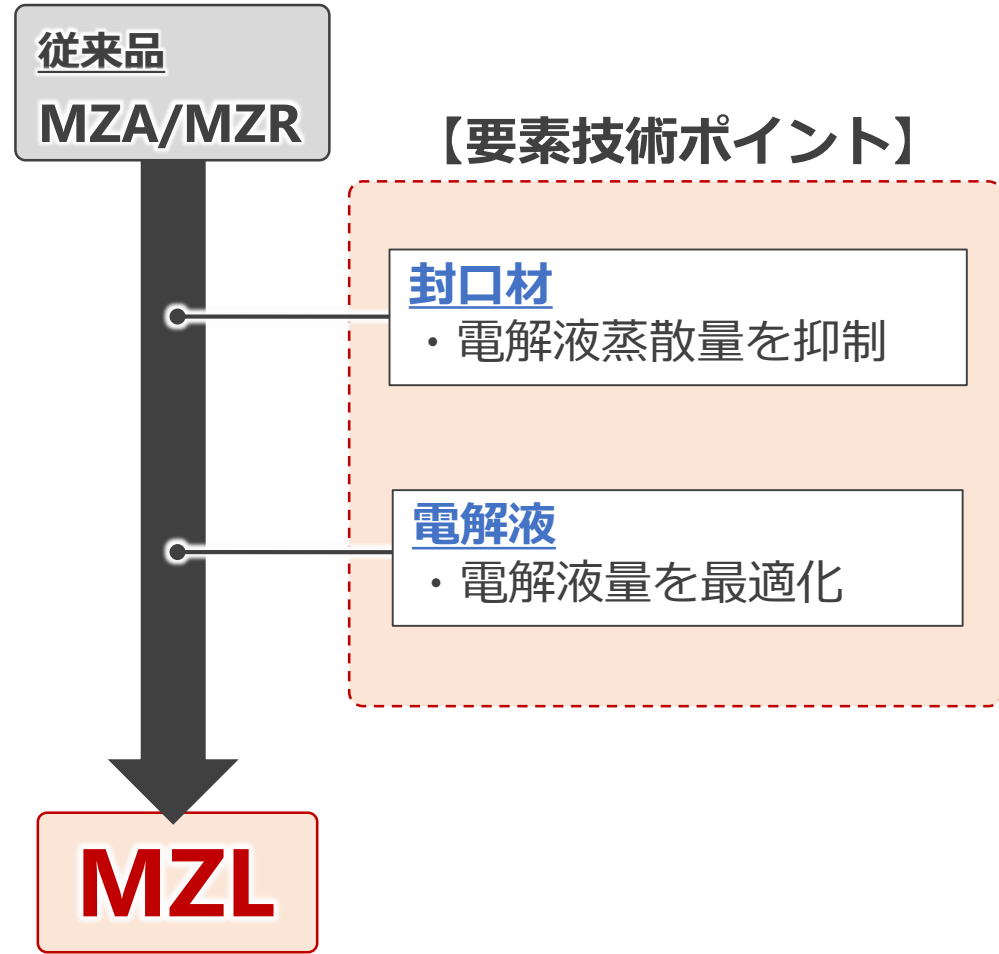 従来品
MZA/MZR
【要素技術ポイント】
封口材
・電解液蒸散量を抑制
電解液
・電解液量を最適化
MZL